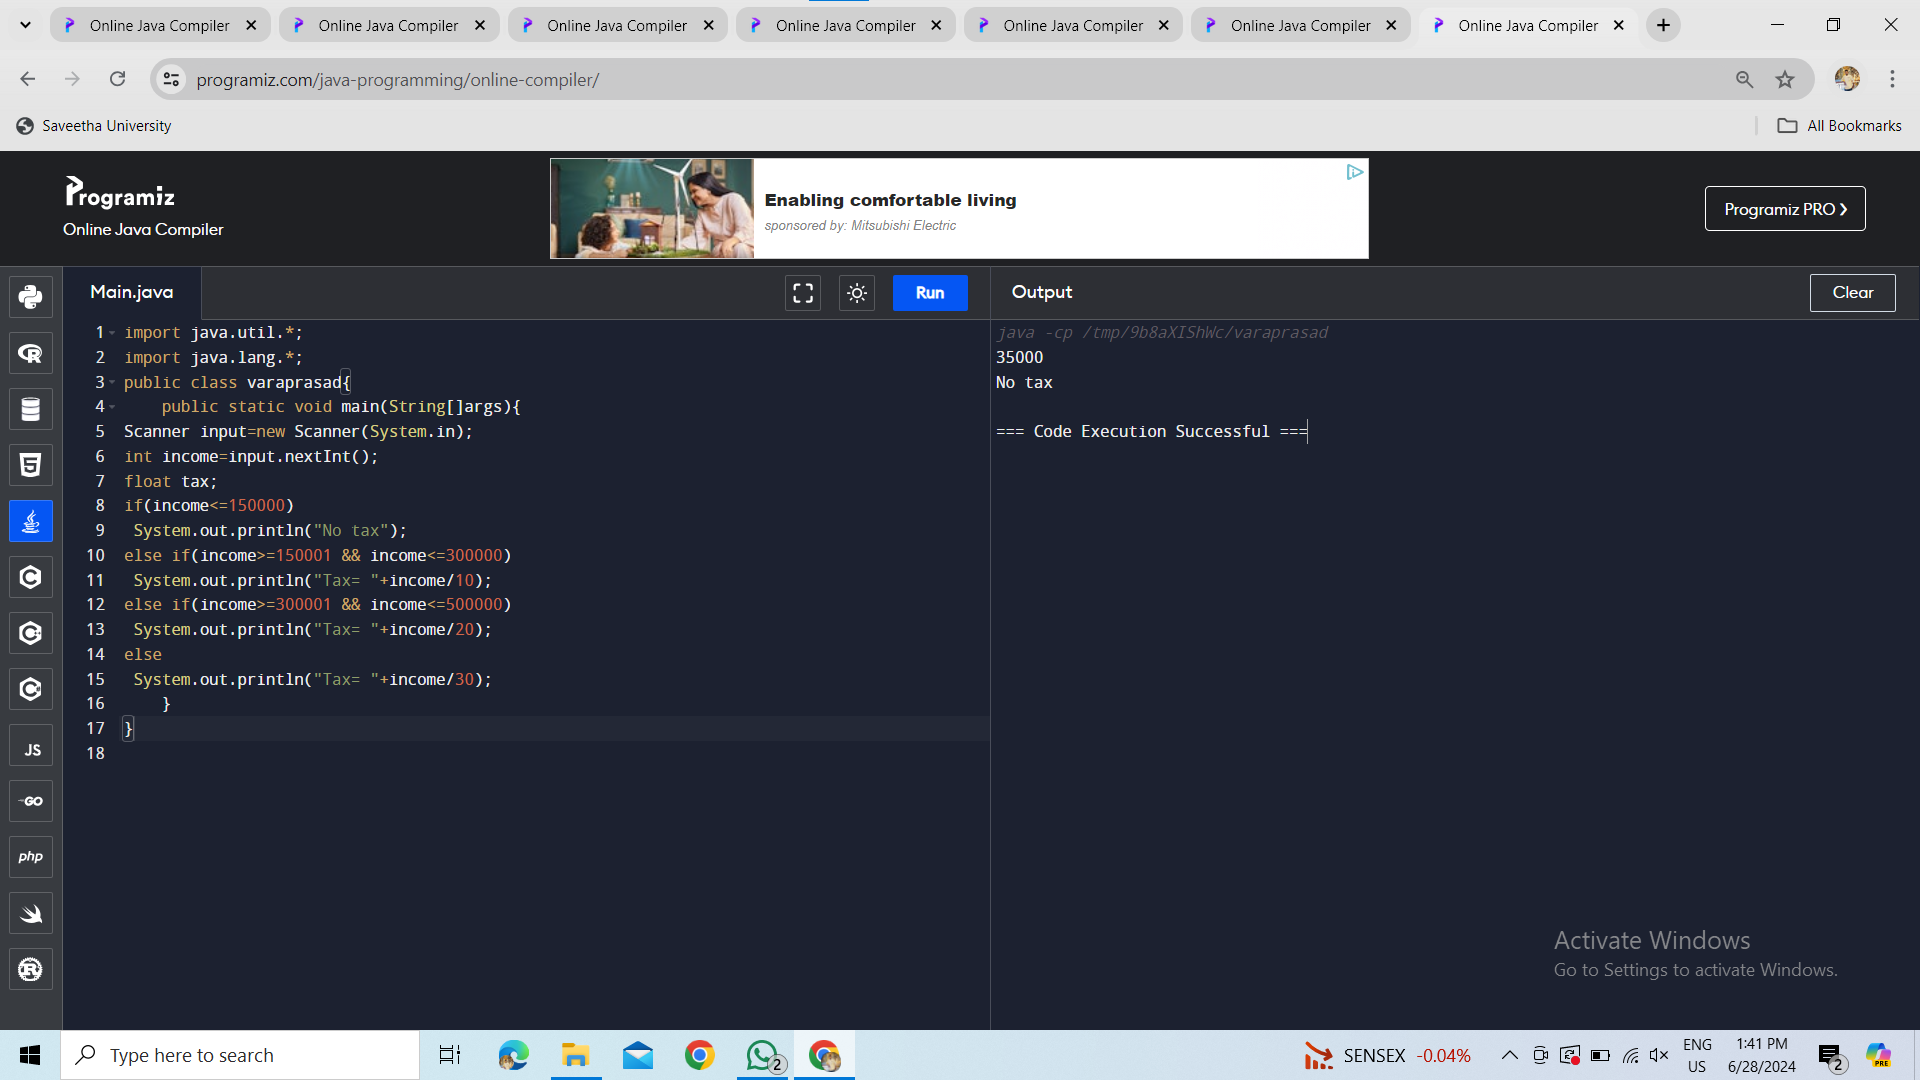 Online Java Compiler
Online Java Compiler
Online Java Compiler
Online Java Compiler
Online Java Compiler
Online Java Compiler
Online Java Compiler
programiz.com/java-programming/online-compiler/
Saveetha University
All Bookmarks
Programiz
Online Java Compiler
Enabling comfortable living
sponsored by: Mitsubishi Electric
Programiz PRO
Main.java
Run
Output
Clear
1 import java.util.*;
2 import java.lang.*;
3 public class varaprasad{
4     public static void main(String[]args){
5 Scanner input=new Scanner(System.in);
6 int income=input.nextInt();
7 float tax;
8 if(income<=150000)
9  System.out.println("No tax");
10 else if(income>=150001 && income<=300000)
11  System.out.println("Tax= "+income/10);
12 else if(income>=300001 && income<=500000)
13  System.out.println("Tax= "+income/20);
14 else
15  System.out.println("Tax= "+income/30);
16     }
17 }
18
java -cp /tmp/9b8aXIShWc/varaprasad
35000
No tax
=== Code Execution Successful ===
JS
GO
php
Activate Windows
Go to Settings to activate Windows.
Type here to search
2
SENSEX -0.04%
ENG
US
1:41 PM
6/28/2024
2
PRE